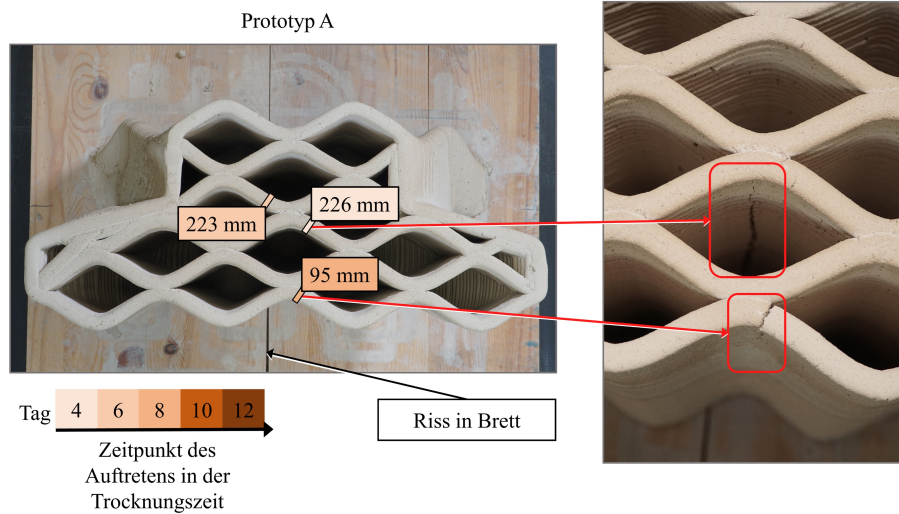 Prototyp A
226 mm
223 mm
95 mm
Tag 4 6 8 10 12
Riss in Brett
Zeitpunkt des
Auftretens in der
Trocknungszeit